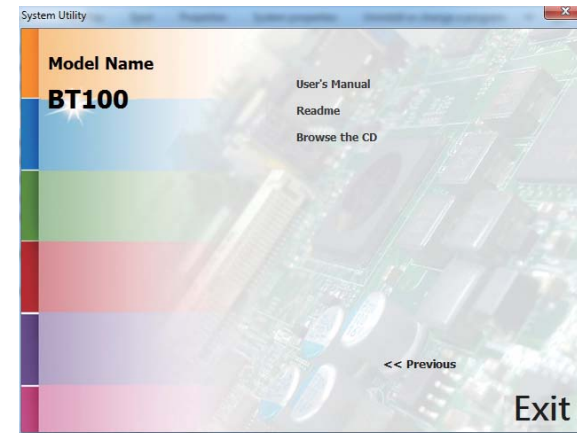 System Utility
Model Name
BT100
User's Manual
Readme
Browse the CD
<< Previous
Exit